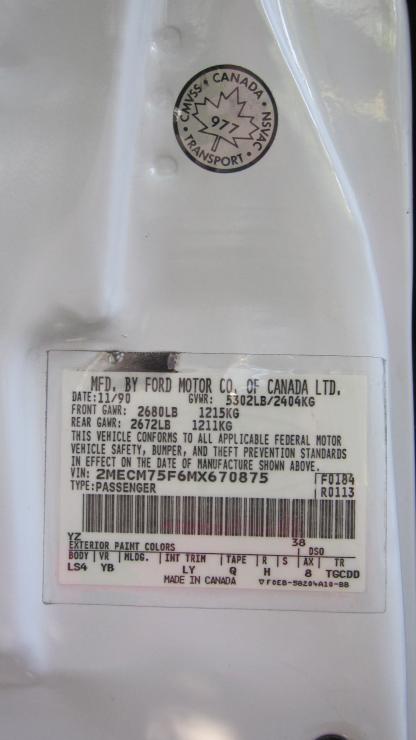 CMVSS • CANADA • NSVAC • TRANSPORT •
977
MFD. BY FORD MOTOR CO. OF CANADA LTD.
DATE: 11/90 GVWR: 5302LB/2404KG
FRONT GAWR: 2680LB 1215KG
REAR GAWR: 2672LB 1211KG
THIS VEHICLE CONFORMS TO ALL APPLICABLE FEDERAL MOTOR
VEHICLE SAFETY, BUMPER, AND THEFT PREVENTION STANDARDS
IN EFFECT ON THE DATE OF MANUFACTURE SHOWN ABOVE.
VIN: 2MECM75F6MX670875 F0184
TYPE: PASSENGER R0113
YZ 38
EXTERIOR PAINT COLORS DSO
BODY VR MLDG. INT TRIM TAPE R S AX TR
LS4 YB LY Q H 8 TGCDD
MADE IN CANADA ▽F0EB-58204A10-BB